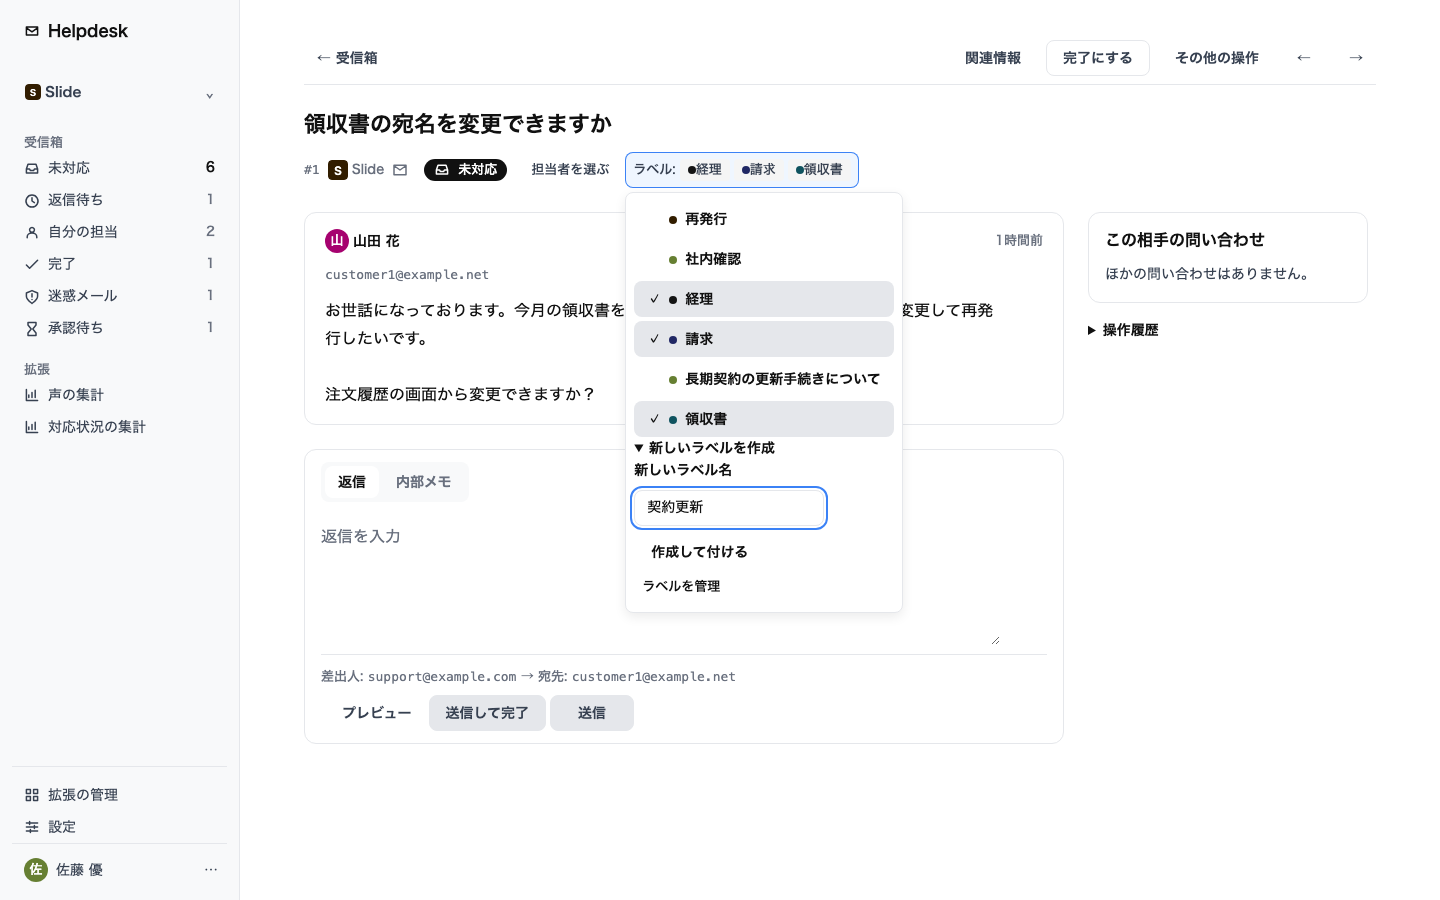 Helpdesk
S Slide
受信箱
未対応 6
返信待ち 1
自分の担当 2
完了 1
迷惑メール 1
承認待ち 1
拡張
声の集計
対応状況の集計
拡張の管理
設定
佐 佐藤 優 …
← 受信箱
関連情報 完了にする その他の操作 ← →
領収書の宛名を変更できますか
#1 S Slide 未対応 担当者を選ぶ ラベル: 経理 請求 領収書
山 山田 花 1時間前
customer1@example.net
お世話になっております。今月の領収書を 変更して再発
行したいです。
注文履歴の画面から変更できますか？
再発行
社内確認
✓ 経理
✓ 請求
長期契約の更新手続きについて
✓ 領収書
▼ 新しいラベルを作成
新しいラベル名
契約更新
作成して付ける
ラベルを管理
返信 内部メモ
返信を入力
差出人: support@example.com → 宛先: customer1@example.net
プレビュー 送信して完了 送信
この相手の問い合わせ
ほかの問い合わせはありません。
▶ 操作履歴